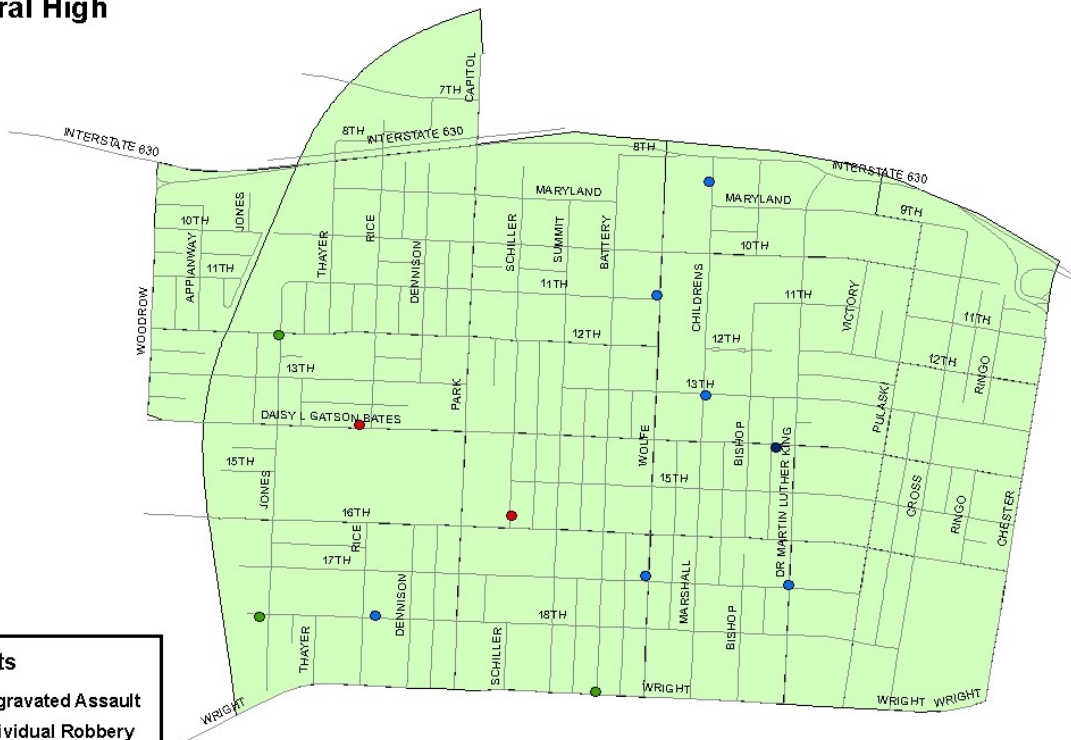 ral High
CAPITOL
7TH
8TH
INTERSTATE 630
INTERSTATE 630
8TH
INTERSTATE 630
MARYLAND
MARYLAND
JONES
10TH
9TH
APPIANWAY
THAYER
RICE
DENNISON
SCHILLER
SUMMIT
BATTERY
10TH
11TH
11TH
CHILDRENS
11TH
VICTORY
11TH
WOODROW
12TH
12TH
12TH
RINGO
13TH
PARK
13TH
PULASKI
DAISY L GATSON BATES
WOLFE
BISHOP
DR MARTIN LUTHER KING
15TH
JONES
15TH
CROSS
RINGO
CHESTER
16TH
RICE
17TH
DENNISON
MARSHALL
BISHOP
18TH
THAYER
SCHILLER
WRIGHT
WRIGHT
WRIGHT
WRIGHT
ts
gravated Assault
ividual Robbery